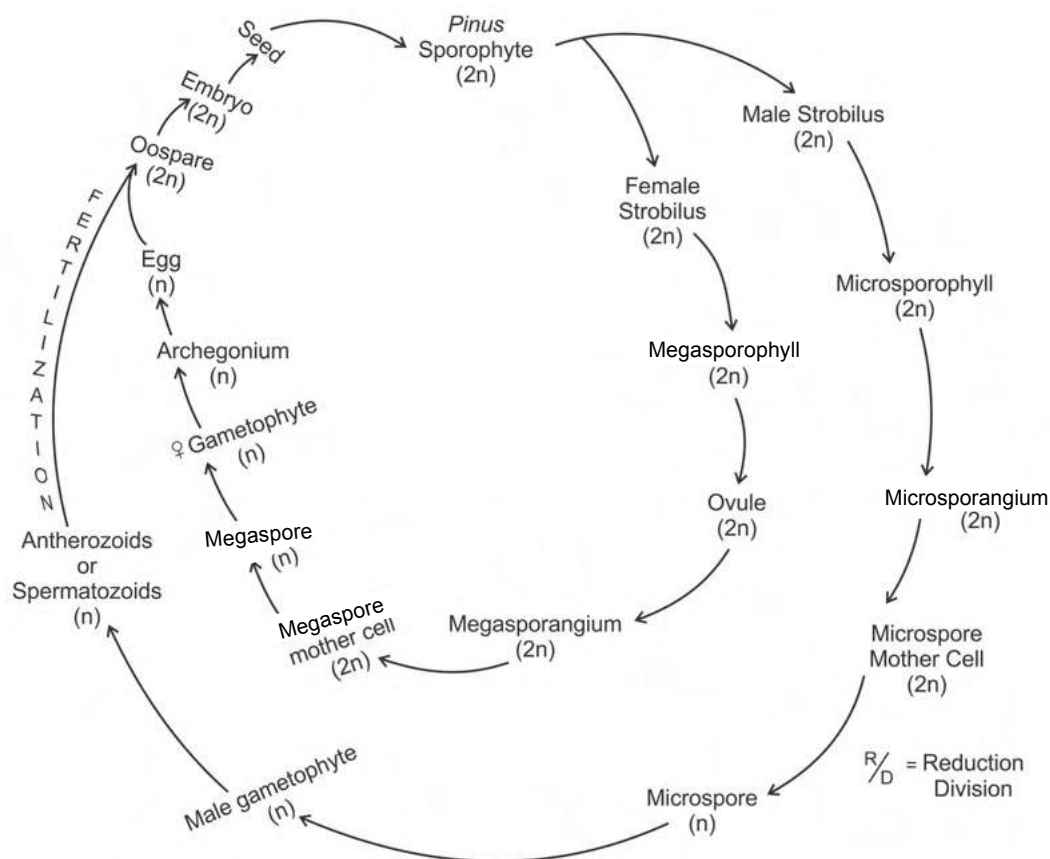 Pinus
Sporophyte
(2n)
Male Strobilus
(2n)
Microsporophyll
(2n)
Microsporangium
(2n)
Microspore
Mother Cell
(2n)
R/D = Reduction
Division
Microspore
(n)
Male gametophyte
(n)
Antherozoids
or
Spermatozoids
(n)
FERTILIZATION
Female
Strobilus
(2n)
Megasporophyll
(2n)
Ovule
(2n)
Megasporangium
(2n)
Megaspore
mother cell
(2n)
Megaspore
(n)
♀ Gametophyte
(n)
Archegonium
(n)
Egg
(n)
Oospare
(2n)
Embryo
(2n)
Seed